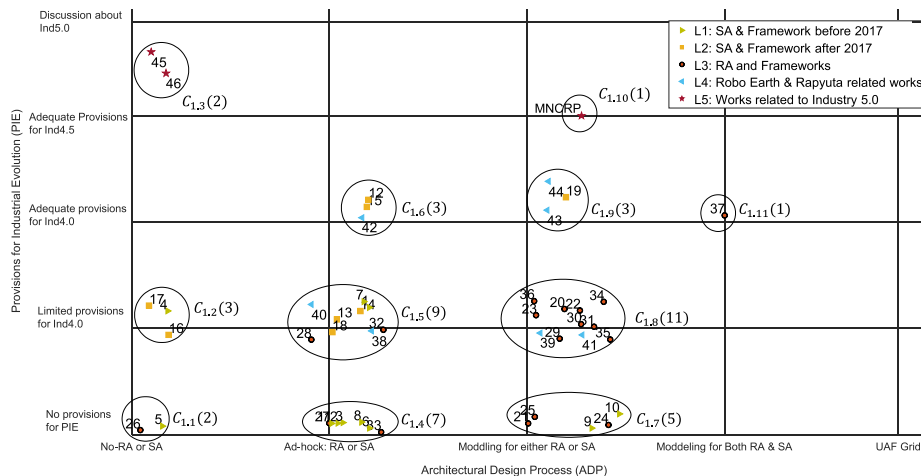 Discussion about
Ind5.0
L1: SA & Framework before 2017
L2: SA & Framework after 2017
L3: RA and Frameworks
L4: Robo Earth & Rapyuta related works
L5: Works related to Industry 5.0
45
46
C1.3(2)
C1.10(1)
MNCRP
Adequate Provisions
for Ind4.5
12
15
42
C1.6(3)
44
19
43
C1.9(3)
37
C1.11(1)
Adequate provisions
for Ind4.0
17
4
16
C1.2(3)
7
40
13
18
28
32
38
C1.5(9)
36
23
20
22
34
30
31
29
39
41
35
C1.8(11)
Limited provisions
for Ind4.0
26
5
C1.1(2)
3
8
6
33
C1.4(7)
25
2
10
9
24
C1.7(5)
No provisions
for PIE
No-RA or SA
Ad-hock: RA or SA
Moddling for either RA or SA
Moddeling for Both RA & SA
UAF Grid
Architectural Design Process (ADP)
Provisions for Industrial Evolution (PIE)